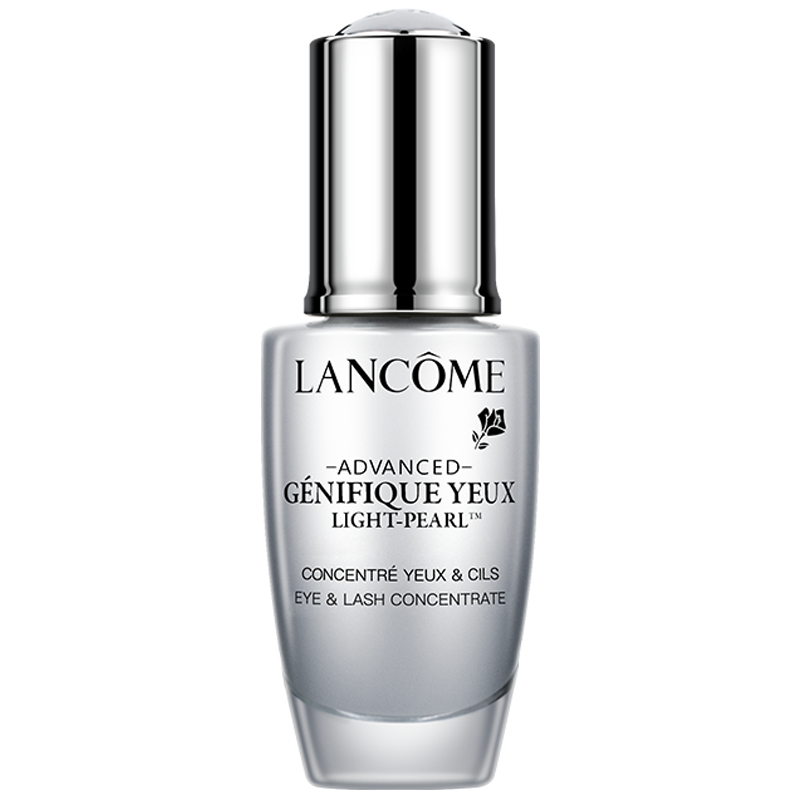 LANCÔME
–ADVANCED–
GÉNIFIQUE YEUX
LIGHT-PEARL™
CONCENTRÉ YEUX & CILS
EYE & LASH CONCENTRATE